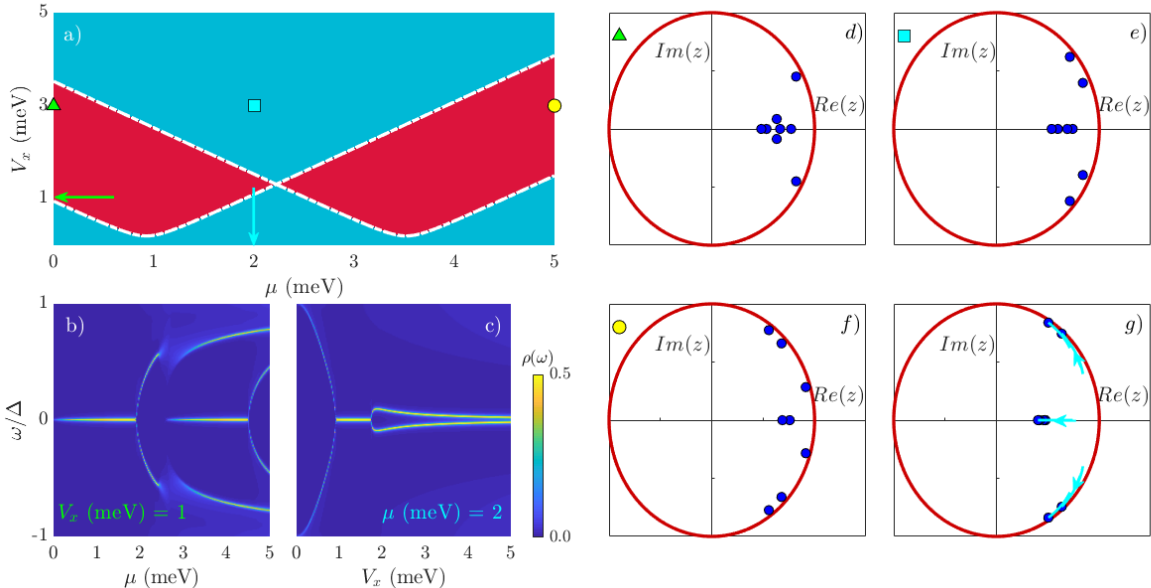 5
a)
3
V_x (meV)
1
0 1 2 3 4 5
μ (meV)
1
b)
c)
ρ(ω)
0.5
ω/Δ
0
V_x (meV) = 1
μ (meV) = 2
0.0
-1
0 1 2 3 4 5
0 1 2 3 4 5
μ (meV)
V_x (meV)
d)
Im(z)
Re(z)
e)
Im(z)
Re(z)
f)
Im(z)
Re(z)
g)
Im(z)
Re(z)